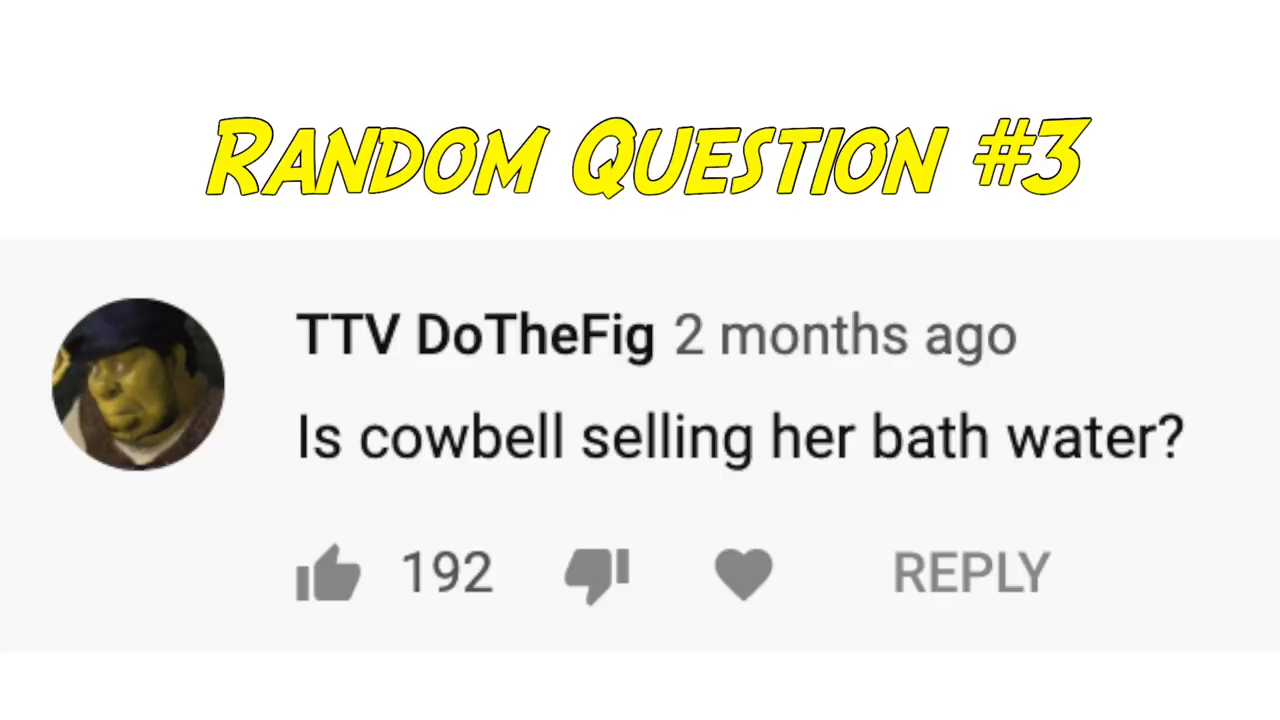 RANDOM QUESTION #3
TTV DoTheFig 2 months ago
Is cowbell selling her bath water?
192 REPLY